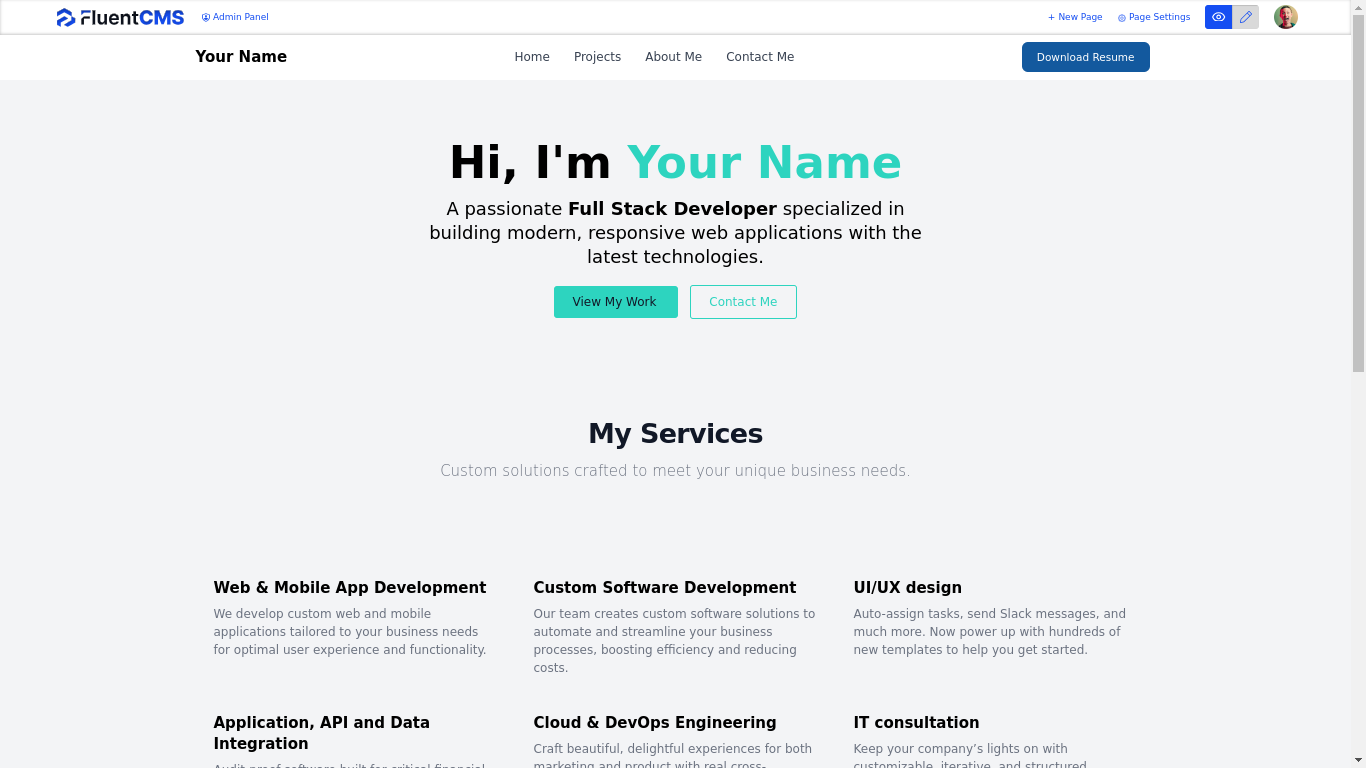 FluentCMS Admin Panel + New Page Page Settings
Your Name Home Projects About Me Contact Me Download Resume
Hi, I'm Your Name
A passionate Full Stack Developer specialized in
building modern, responsive web applications with the
latest technologies.
View My Work Contact Me
My Services
Custom solutions crafted to meet your unique business needs.
Web & Mobile App Development
We develop custom web and mobile
applications tailored to your business needs
for optimal user experience and functionality.
Custom Software Development
Our team creates custom software solutions to
automate and streamline your business
processes, boosting efficiency and reducing
costs.
UI/UX design
Auto-assign tasks, send Slack messages, and
much more. Now power up with hundreds of
new templates to help you get started.
Application, API and Data
Integration
Audit-proof software built for critical financial
Cloud & DevOps Engineering
Craft beautiful, delightful experiences for both
marketing and product with real cross-
IT consultation
Keep your company’s lights on with
customizable, iterative, and structured